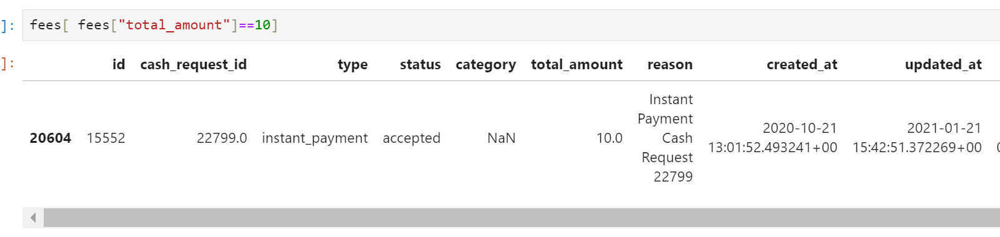 ]: fees[ fees["total_amount"]==10]
]: id cash_request_id type status category total_amount reason created_at updated_at
Instant
Payment
20604 15552 22799.0 instant_payment accepted NaN 10.0 Cash 2020-10-21 13:01:52.493241+00 2021-01-21 15:42:51.372269+00
Request
22799